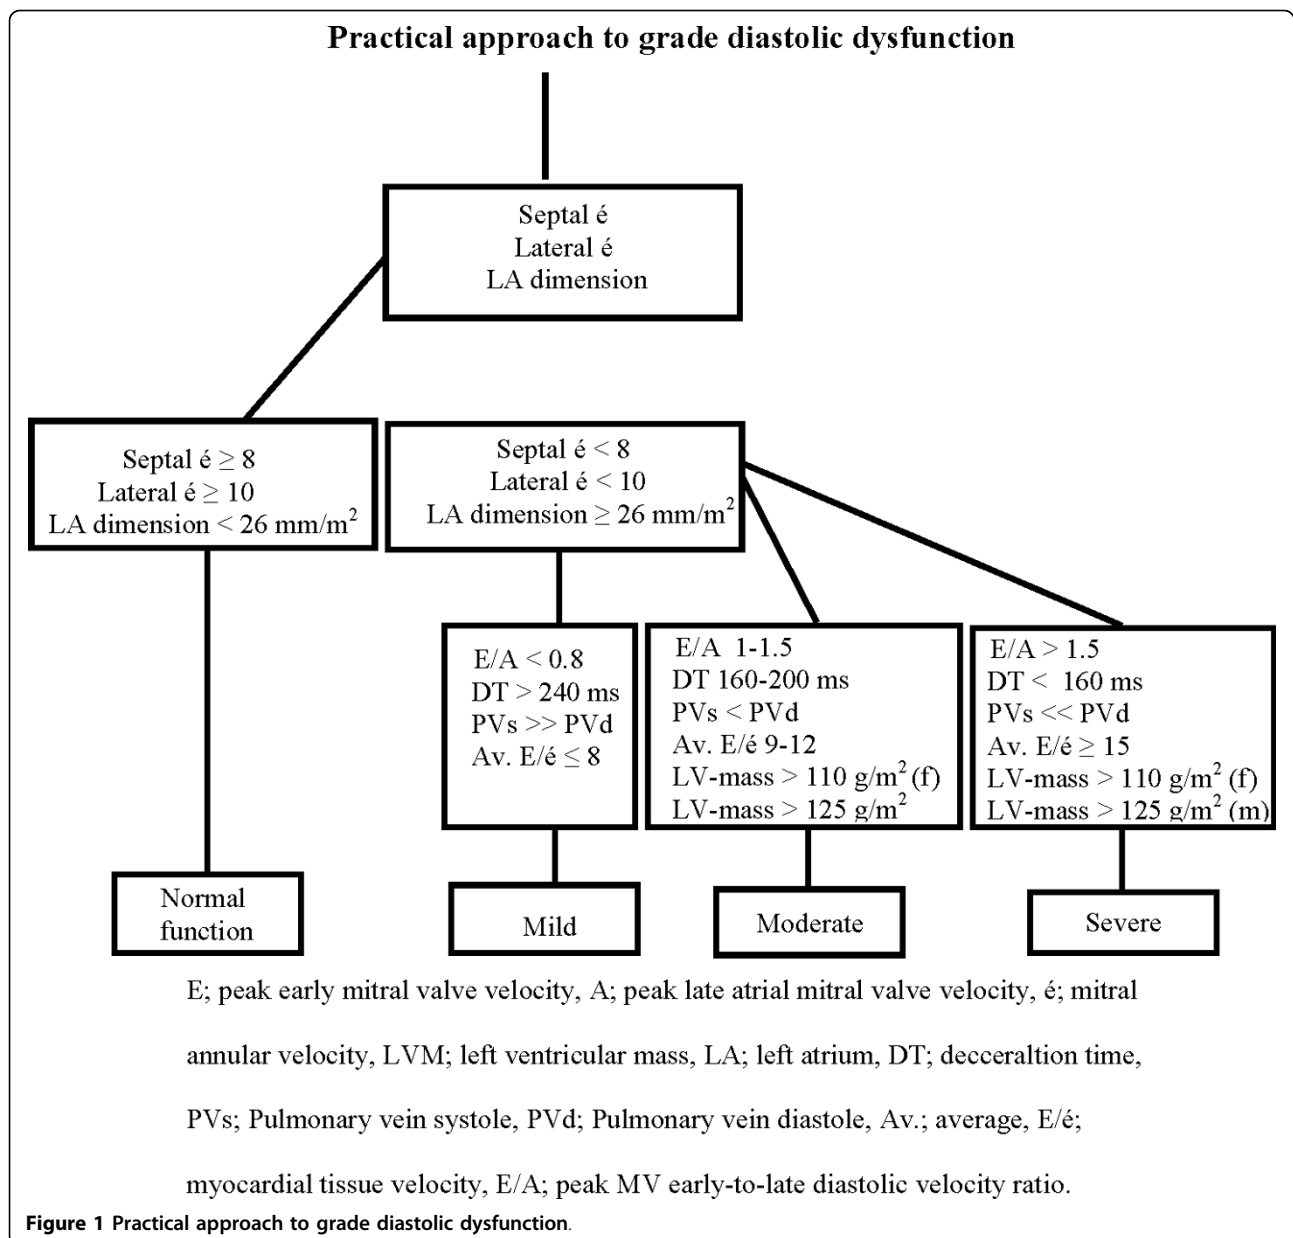 Practical approach to grade diastolic dysfunction
Septal é
Lateral é
LA dimension
Septal é ≥ 8
Lateral é ≥ 10
LA dimension < 26 mm/m²
Septal é < 8
Lateral é < 10
LA dimension ≥ 26 mm/m²
E/A < 0.8
DT > 240 ms
PVs >> PVd
Av. E/é ≤ 8
E/A 1-1.5
DT 160-200 ms
PVs < PVd
Av. E/é 9-12
LV-mass > 110 g/m² (f)
LV-mass > 125 g/m²
E/A > 1.5
DT < 160 ms
PVs << PVd
Av. E/é ≥ 15
LV-mass > 110 g/m² (f)
LV-mass > 125 g/m² (m)
Normal
function
Mild
Moderate
Severe
E; peak early mitral valve velocity, A; peak late atrial mitral valve velocity, é; mitral
annular velocity, LVM; left ventricular mass, LA; left atrium, DT; decceraltion time,
PVs; Pulmonary vein systole, PVd; Pulmonary vein diastole, Av.; average, E/é;
myocardial tissue velocity, E/A; peak MV early-to-late diastolic velocity ratio.
Figure 1 Practical approach to grade diastolic dysfunction.